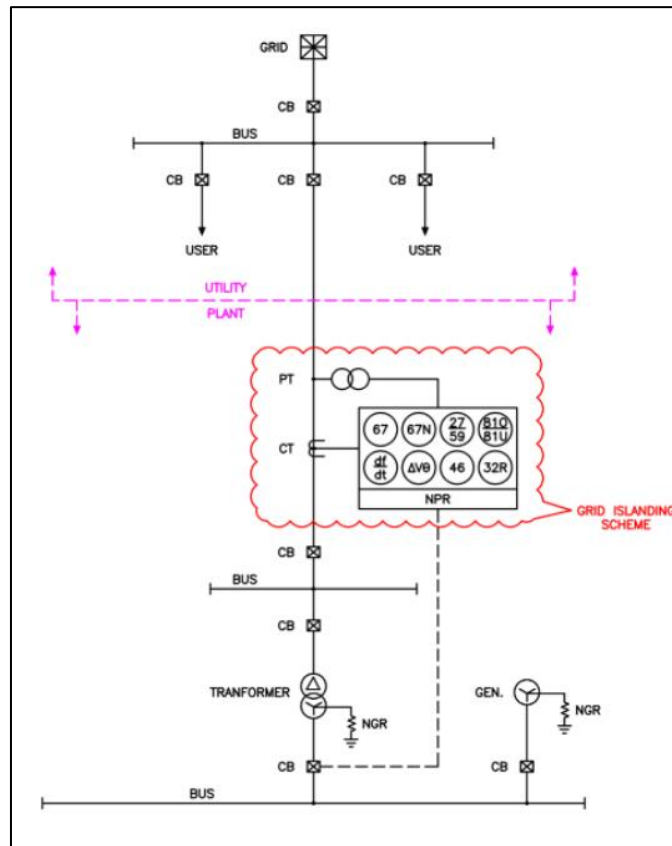 GRID
CB
BUS
CB
CB
CB
USER
USER
UTILITY
PLANT
PT
67
67N
27
59
81O
81U
CT
df
dt
ΔVθ
46
32R
NPR
GRID ISLANDING
SCHEME
CB
BUS
CB
TRANFORMER
GEN.
NGR
NGR
CB
CB
BUS